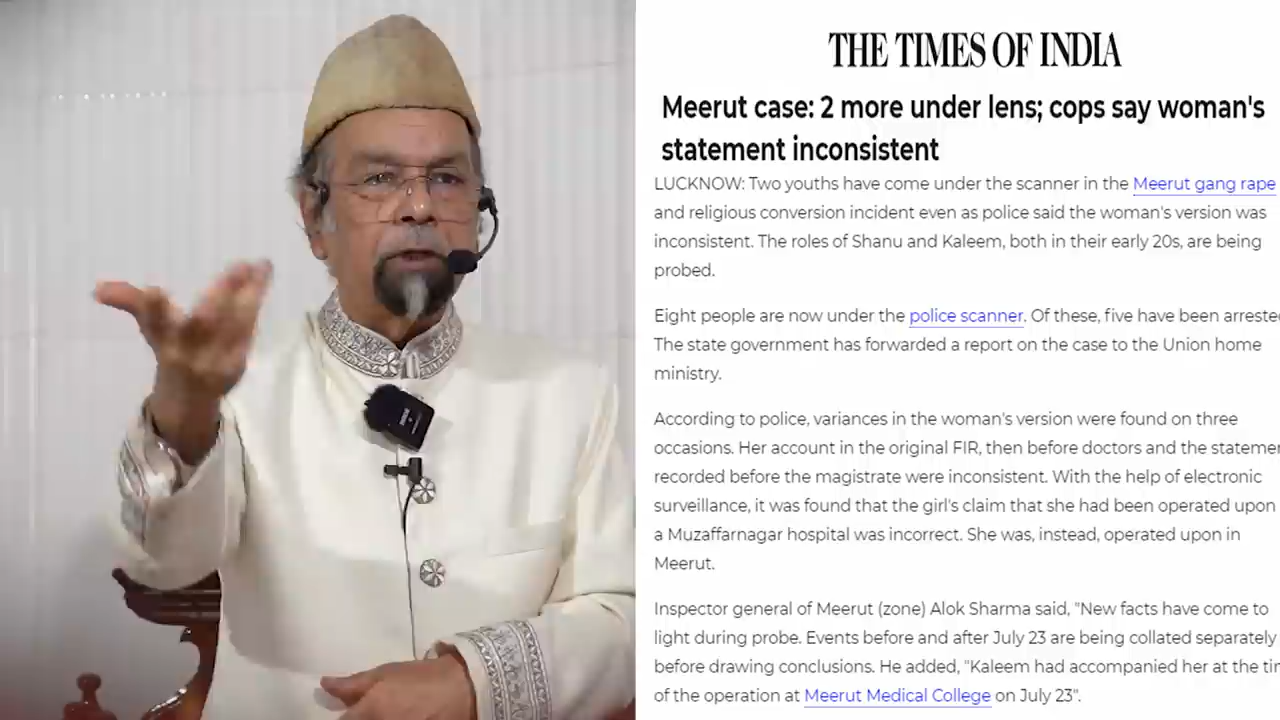 THE TIMES OF INDIA
Meerut case: 2 more under lens; cops say woman's
statement inconsistent
LUCKNOW: Two youths have come under the scanner in the Meerut gang rape
and religious conversion incident even as police said the woman's version was
inconsistent. The roles of Shanu and Kaleem, both in their early 20s, are being
probed.
Eight people are now under the police scanner. Of these, five have been arreste
The state government has forwarded a report on the case to the Union home
ministry.
According to police, variances in the woman's version were found on three
occasions. Her account in the original FIR, then before doctors and the statemen
recorded before the magistrate were inconsistent. With the help of electronic
surveillance, it was found that the girl's claim that she had been operated upon
a Muzaffarnagar hospital was incorrect. She was, instead, operated upon in
Meerut.
Inspector general of Meerut (zone) Alok Sharma said, "New facts have come to
light during probe. Events before and after July 23 are being collated separately
before drawing conclusions. He added, "Kaleem had accompanied her at the tim
of the operation at Meerut Medical College on July 23".